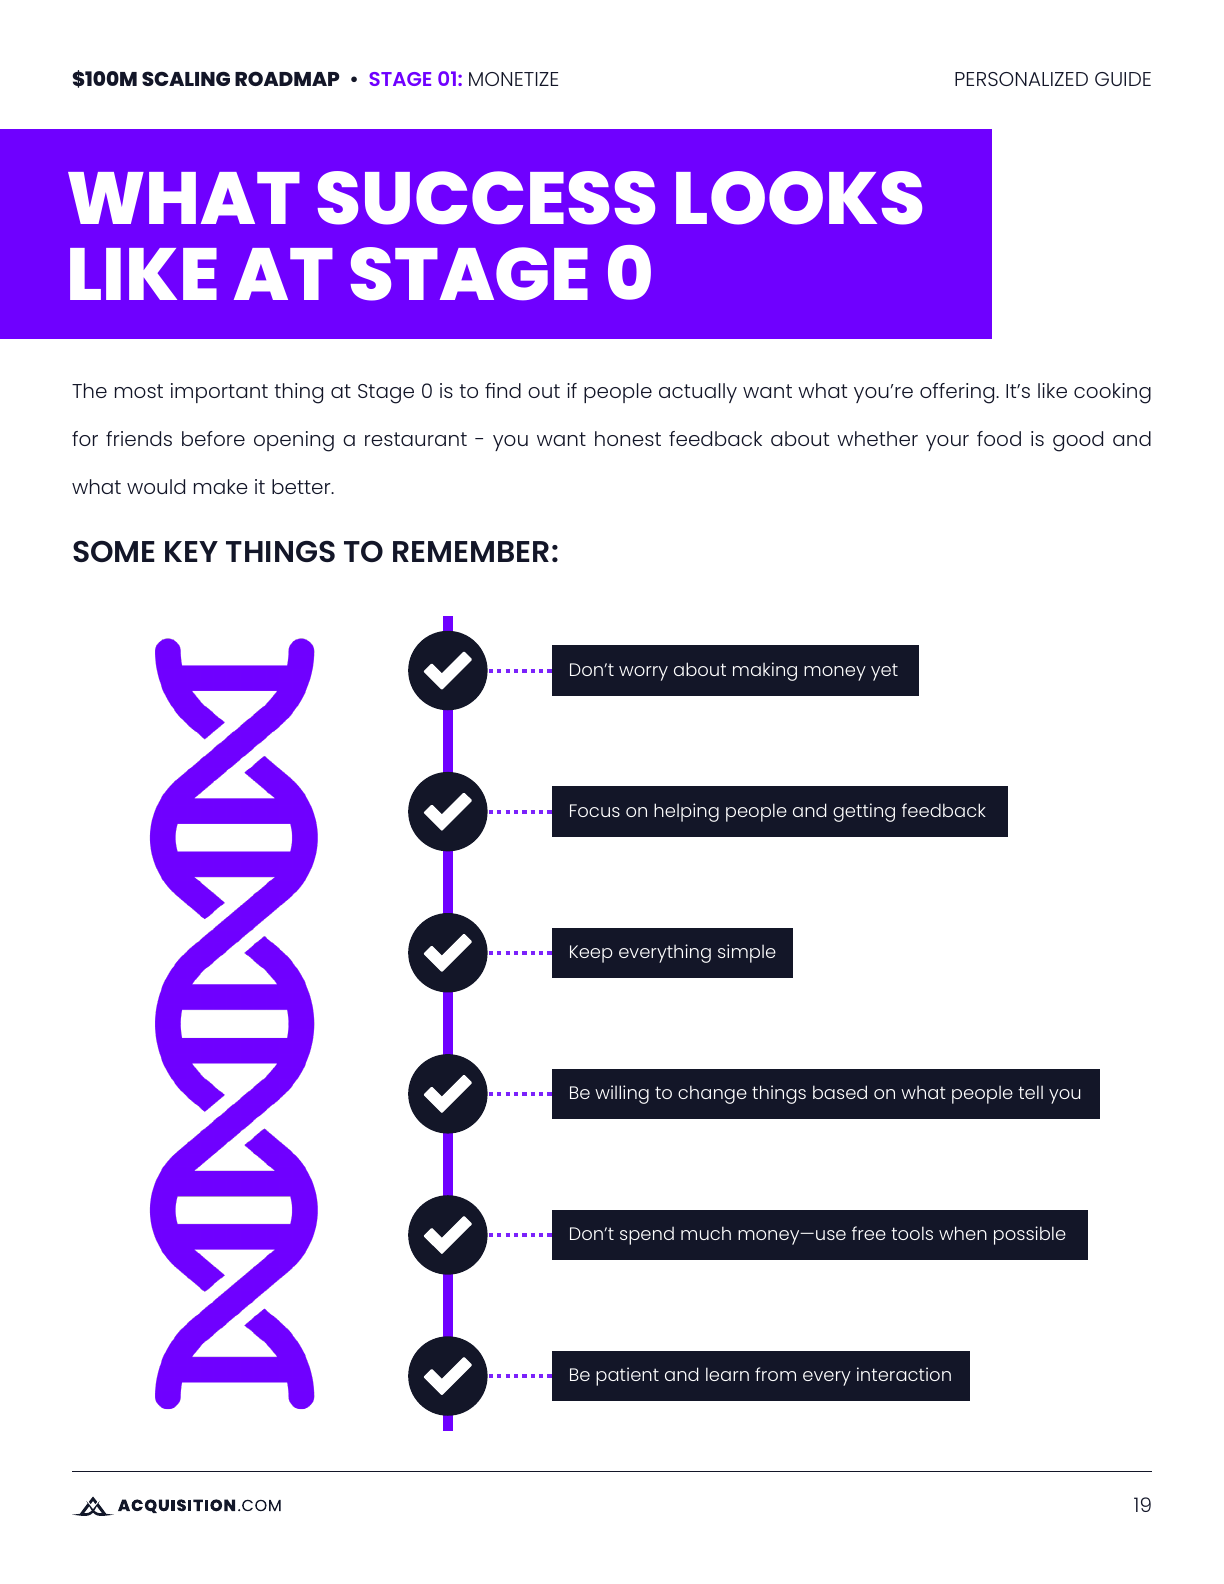 $100M SCALING ROADMAP • STAGE 01: MONETIZE
PERSONALIZED GUIDE
WHAT SUCCESS LOOKS
LIKE AT STAGE 0
The most important thing at Stage 0 is to find out if people actually want what you’re offering. It’s like cooking
for friends before opening a restaurant - you want honest feedback about whether your food is good and
what would make it better.
SOME KEY THINGS TO REMEMBER:
Don’t worry about making money yet
Focus on helping people and getting feedback
Keep everything simple
Be willing to change things based on what people tell you
Don’t spend much money—use free tools when possible
Be patient and learn from every interaction
ACQUISITION.COM
19